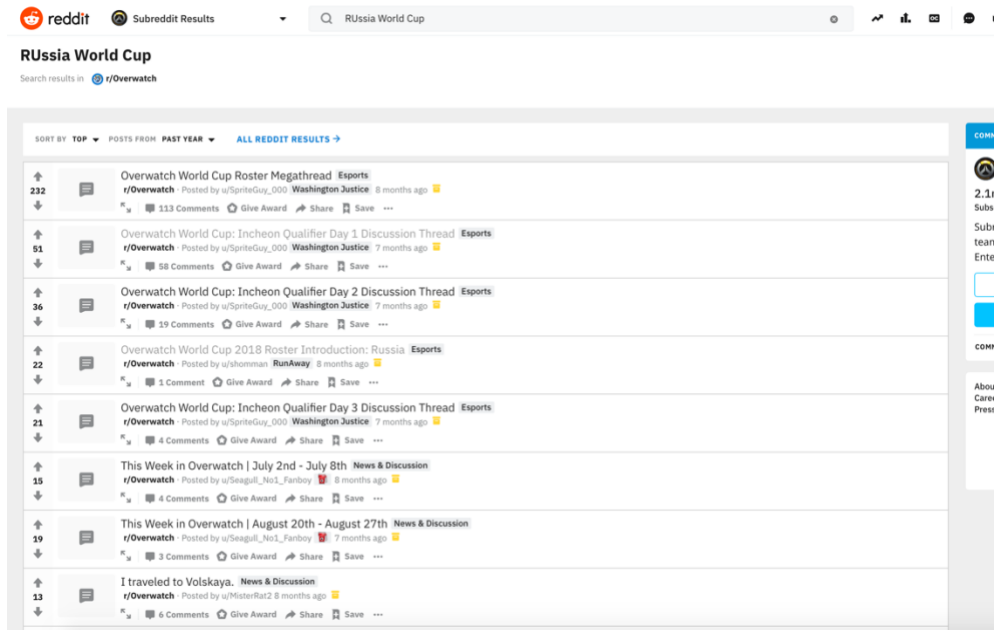 reddit Subreddit Results RUssia World Cup
RUssia World Cup
Search results in r/Overwatch
SORT BY TOP POSTS FROM PAST YEAR ALL REDDIT RESULTS
232
Overwatch World Cup Roster Megathread Esports
r/Overwatch · Posted by u/SpriteGuy_000 Washington Justice 8 months ago
113 Comments Give Award Share Save
51
Overwatch World Cup: Incheon Qualifier Day 1 Discussion Thread Esports
r/Overwatch · Posted by u/SpriteGuy_000 Washington Justice 7 months ago
58 Comments Give Award Share Save
36
Overwatch World Cup: Incheon Qualifier Day 2 Discussion Thread Esports
r/Overwatch · Posted by u/SpriteGuy_000 Washington Justice 7 months ago
19 Comments Give Award Share Save
22
Overwatch World Cup 2018 Roster Introduction: Russia Esports
r/Overwatch · Posted by u/shomman RunAway 8 months ago
1 Comment Give Award Share Save
21
Overwatch World Cup: Incheon Qualifier Day 3 Discussion Thread Esports
r/Overwatch · Posted by u/SpriteGuy_000 Washington Justice 7 months ago
4 Comments Give Award Share Save
15
This Week in Overwatch | July 2nd - July 8th News & Discussion
r/Overwatch · Posted by u/Seagull_No1_Fanboy 8 months ago
4 Comments Give Award Share Save
19
This Week in Overwatch | August 20th - August 27th News & Discussion
r/Overwatch · Posted by u/Seagull_No1_Fanboy 7 months ago
3 Comments Give Award Share Save
13
I traveled to Volskaya. News & Discussion
r/Overwatch · Posted by u/MisterRat2 8 months ago
6 Comments Give Award Share Save
COMM
2.1
Subs
Subr
team
Ente
COMM
Abou
Caree
Press